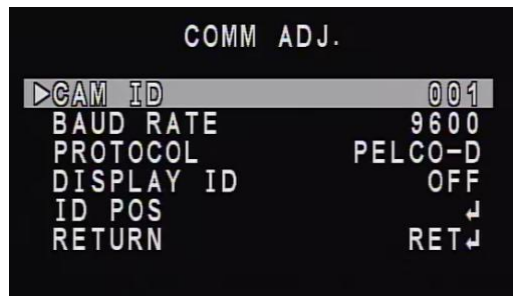 COMM ADJ.
▷CAM ID 001
BAUD RATE 9600
PROTOCOL PELCO-D
DISPLAY ID OFF
ID POS ↲
RETURN RET↲